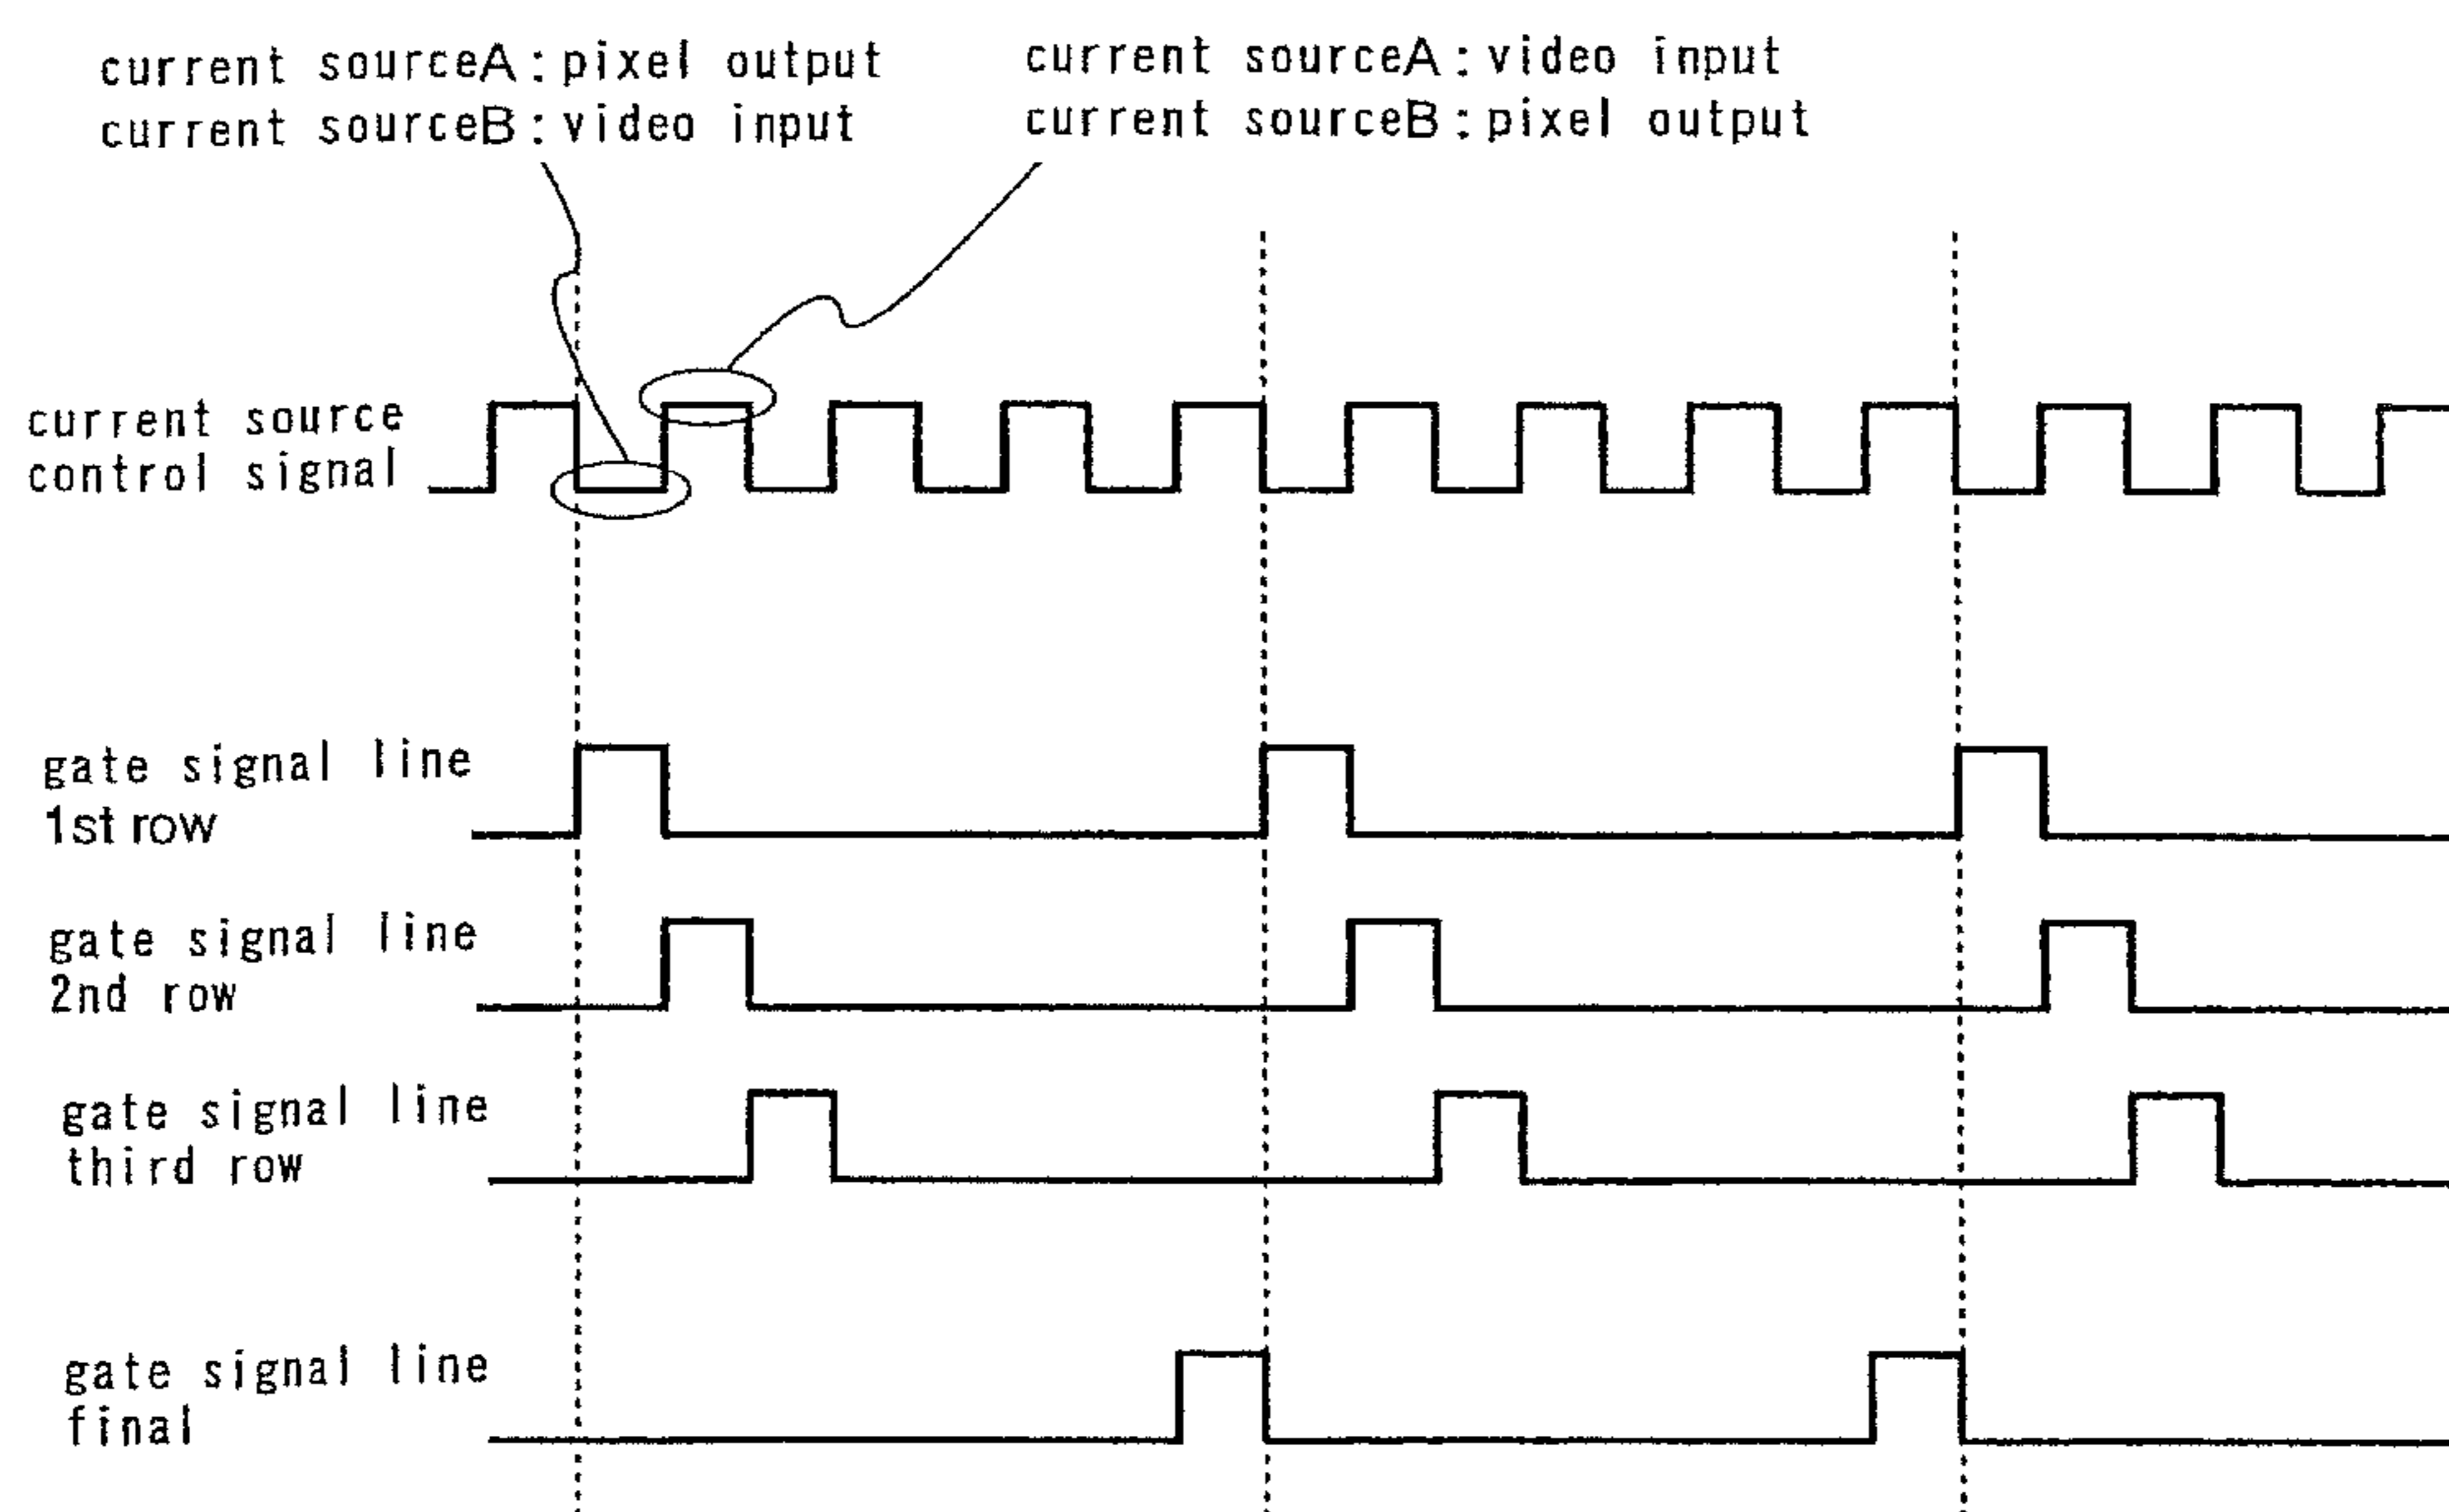 current sourceA:pixel output
current sourceB:video input
current sourceA:video input
current sourceB:pixel output
current source
control signal
gate signal line
1st row
gate signal line
2nd row
gate signal line
third row
gate signal line
final